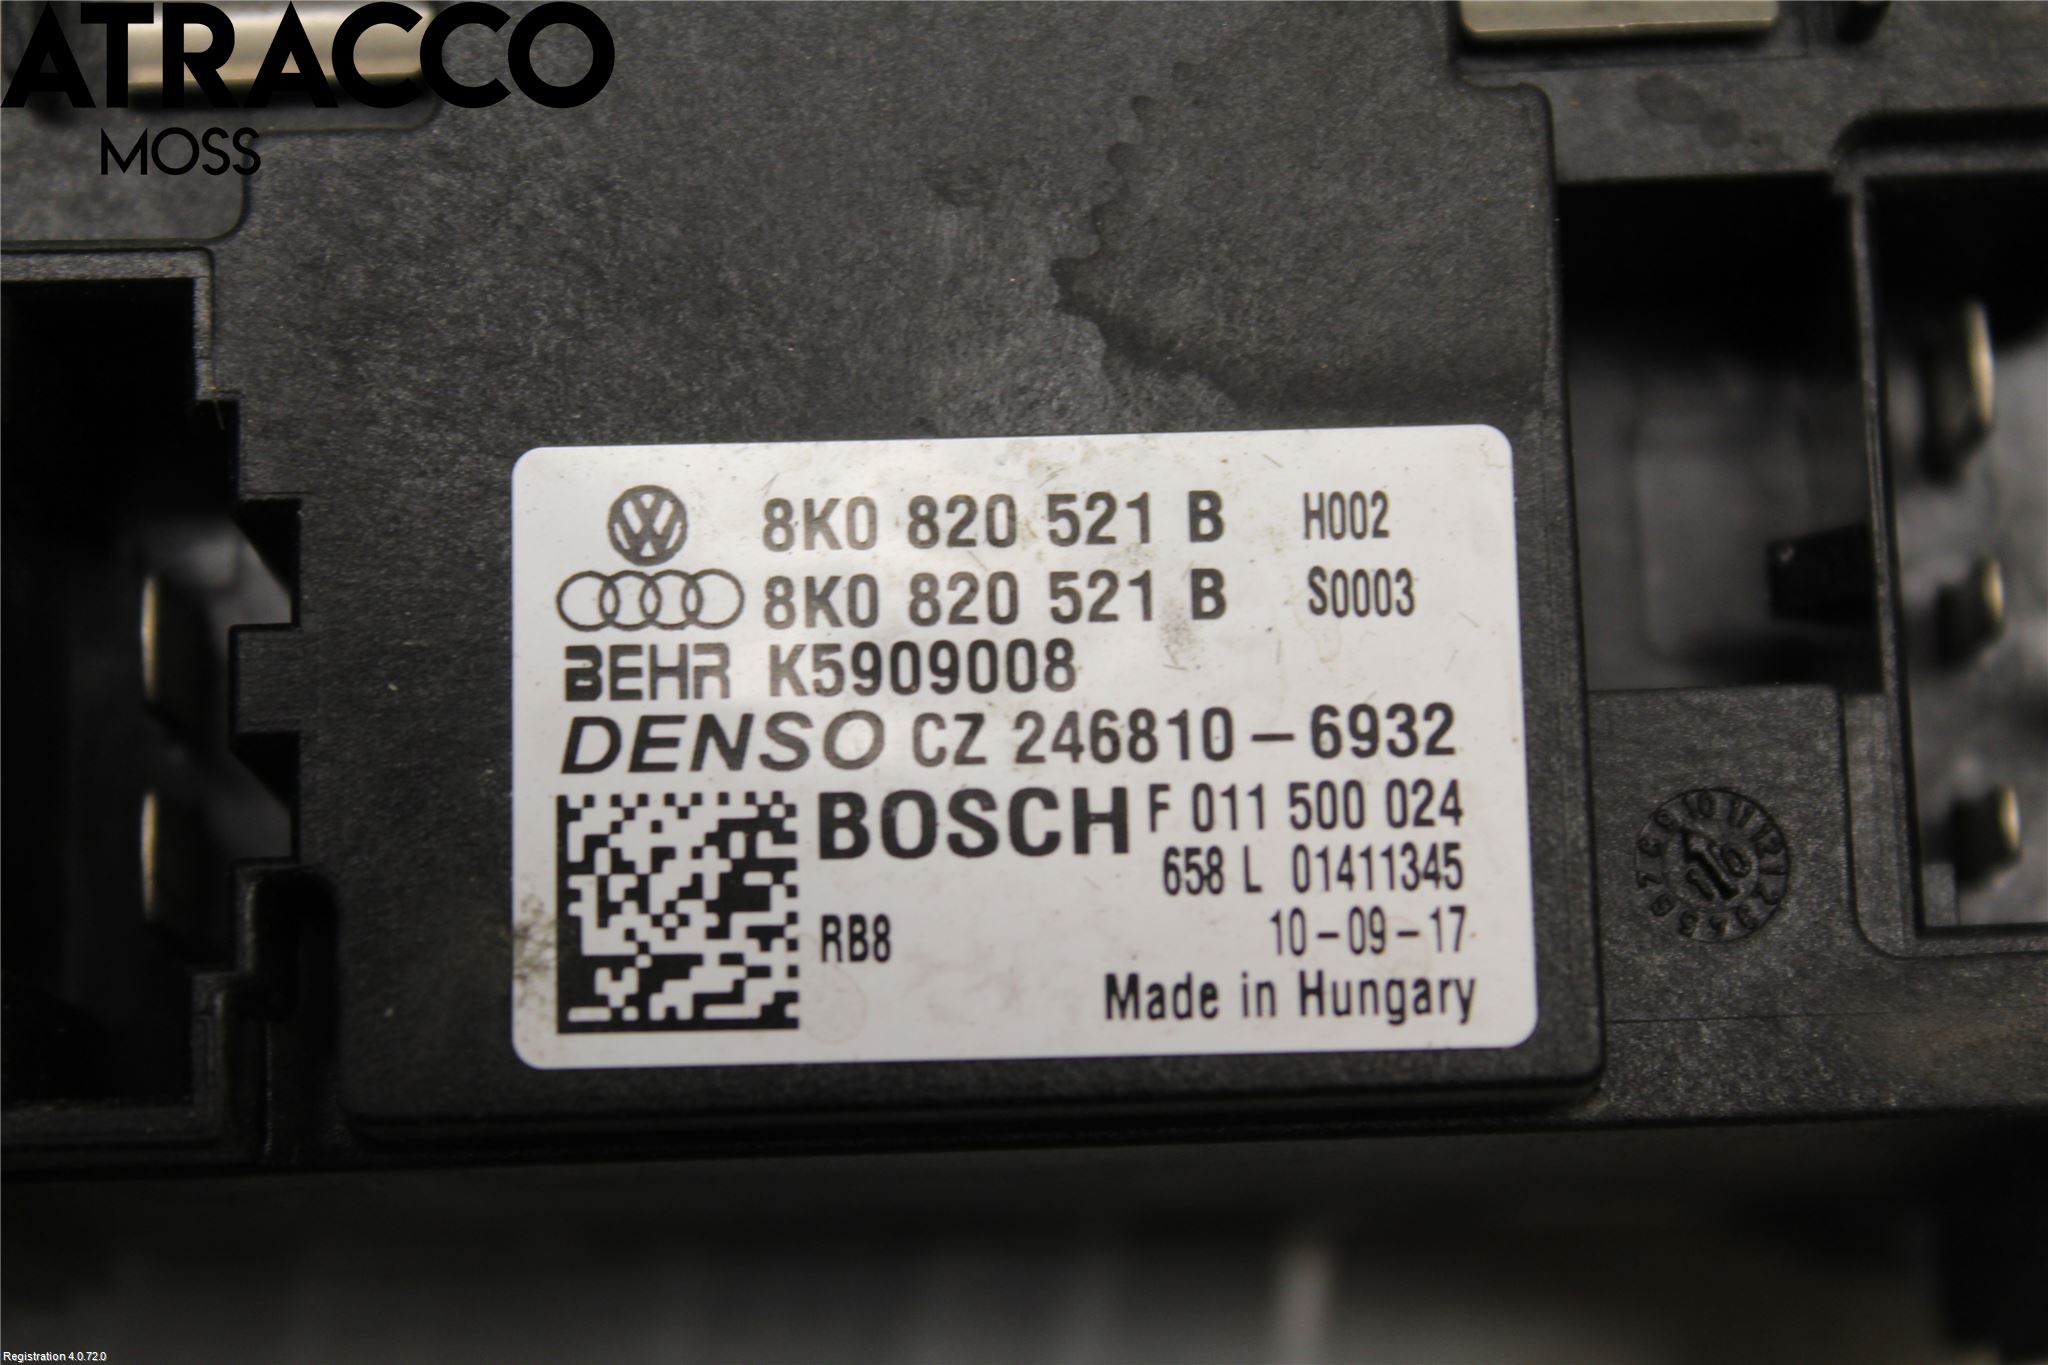 ATRACCO
MOSS
8K0 820 521 B H002
8K0 820 521 B S0003
BEHR K5909008
DENSO CZ 246810-6932
BOSCH F 011 500 024
658 L 01411345
RB8 10-09-17
Made in Hungary
Registration 4.0.72.0